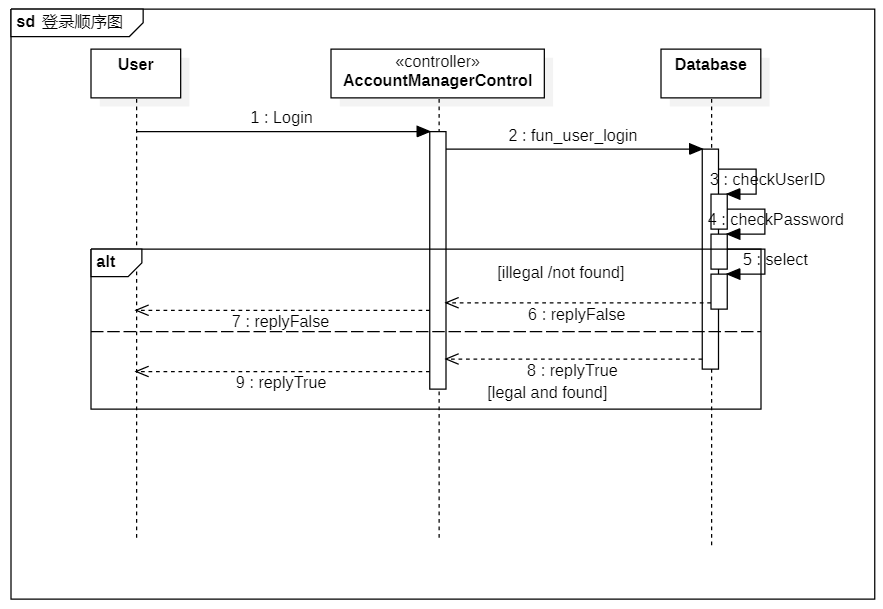 sd 登录顺序图
User
«controller»
AccountManagerControl
Database
1 : Login
2 : fun_user_login
3 : checkUserID
4 : checkPassword
alt
5 : select
[illegal /not found]
6 : replyFalse
7 : replyFalse
8 : replyTrue
9 : replyTrue
[legal and found]